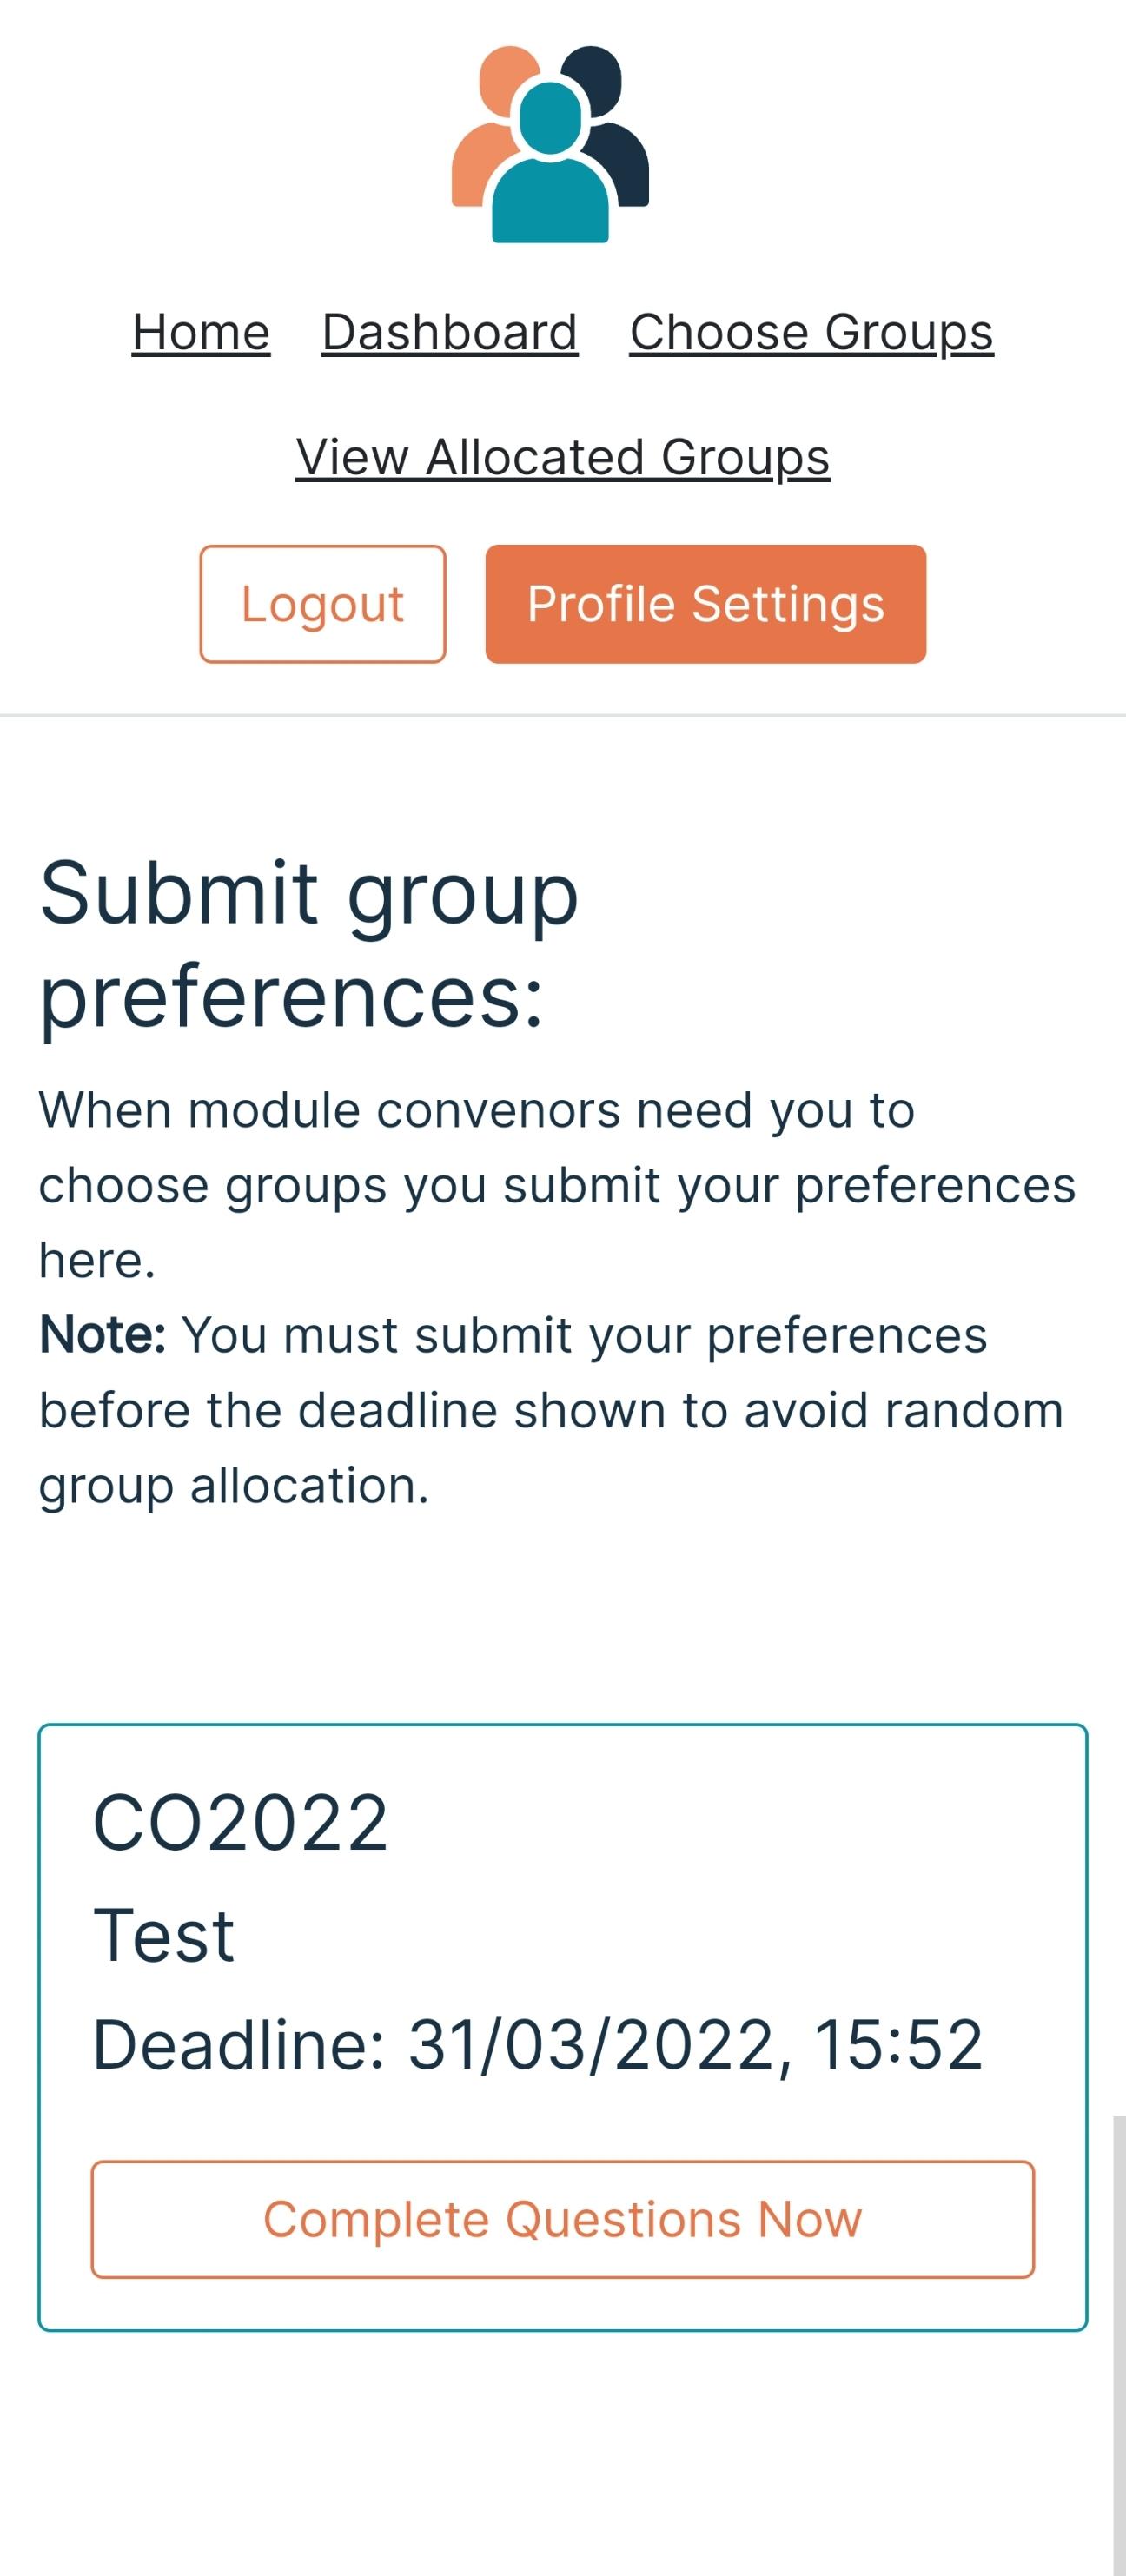 Home Dashboard Choose Groups
View Allocated Groups
Logout Profile Settings
Submit group
preferences:
When module convenors need you to
choose groups you submit your preferences
here.
Note: You must submit your preferences
before the deadline shown to avoid random
group allocation.
CO2022
Test
Deadline: 31/03/2022, 15:52
Complete Questions Now